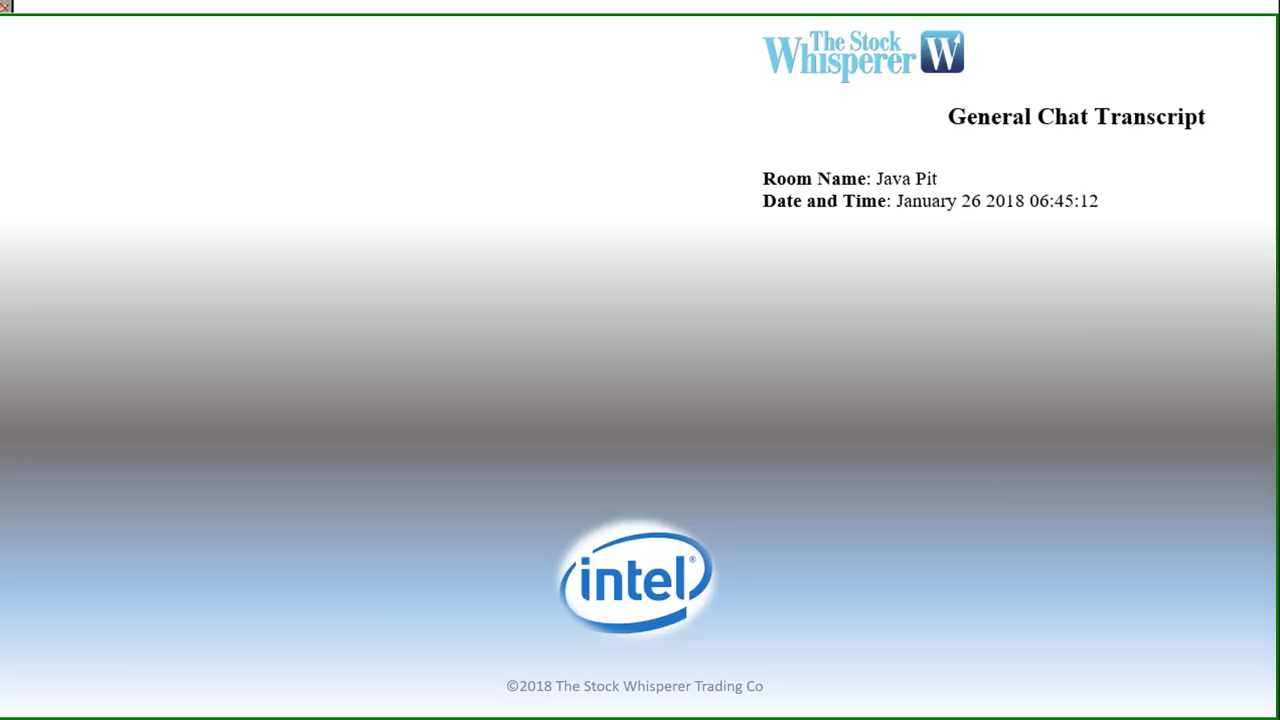 The Stock
Whisperer W
General Chat Transcript
Room Name: Java Pit
Date and Time: January 26 2018 06:45:12
intel®
©2018 The Stock Whisperer Trading Co